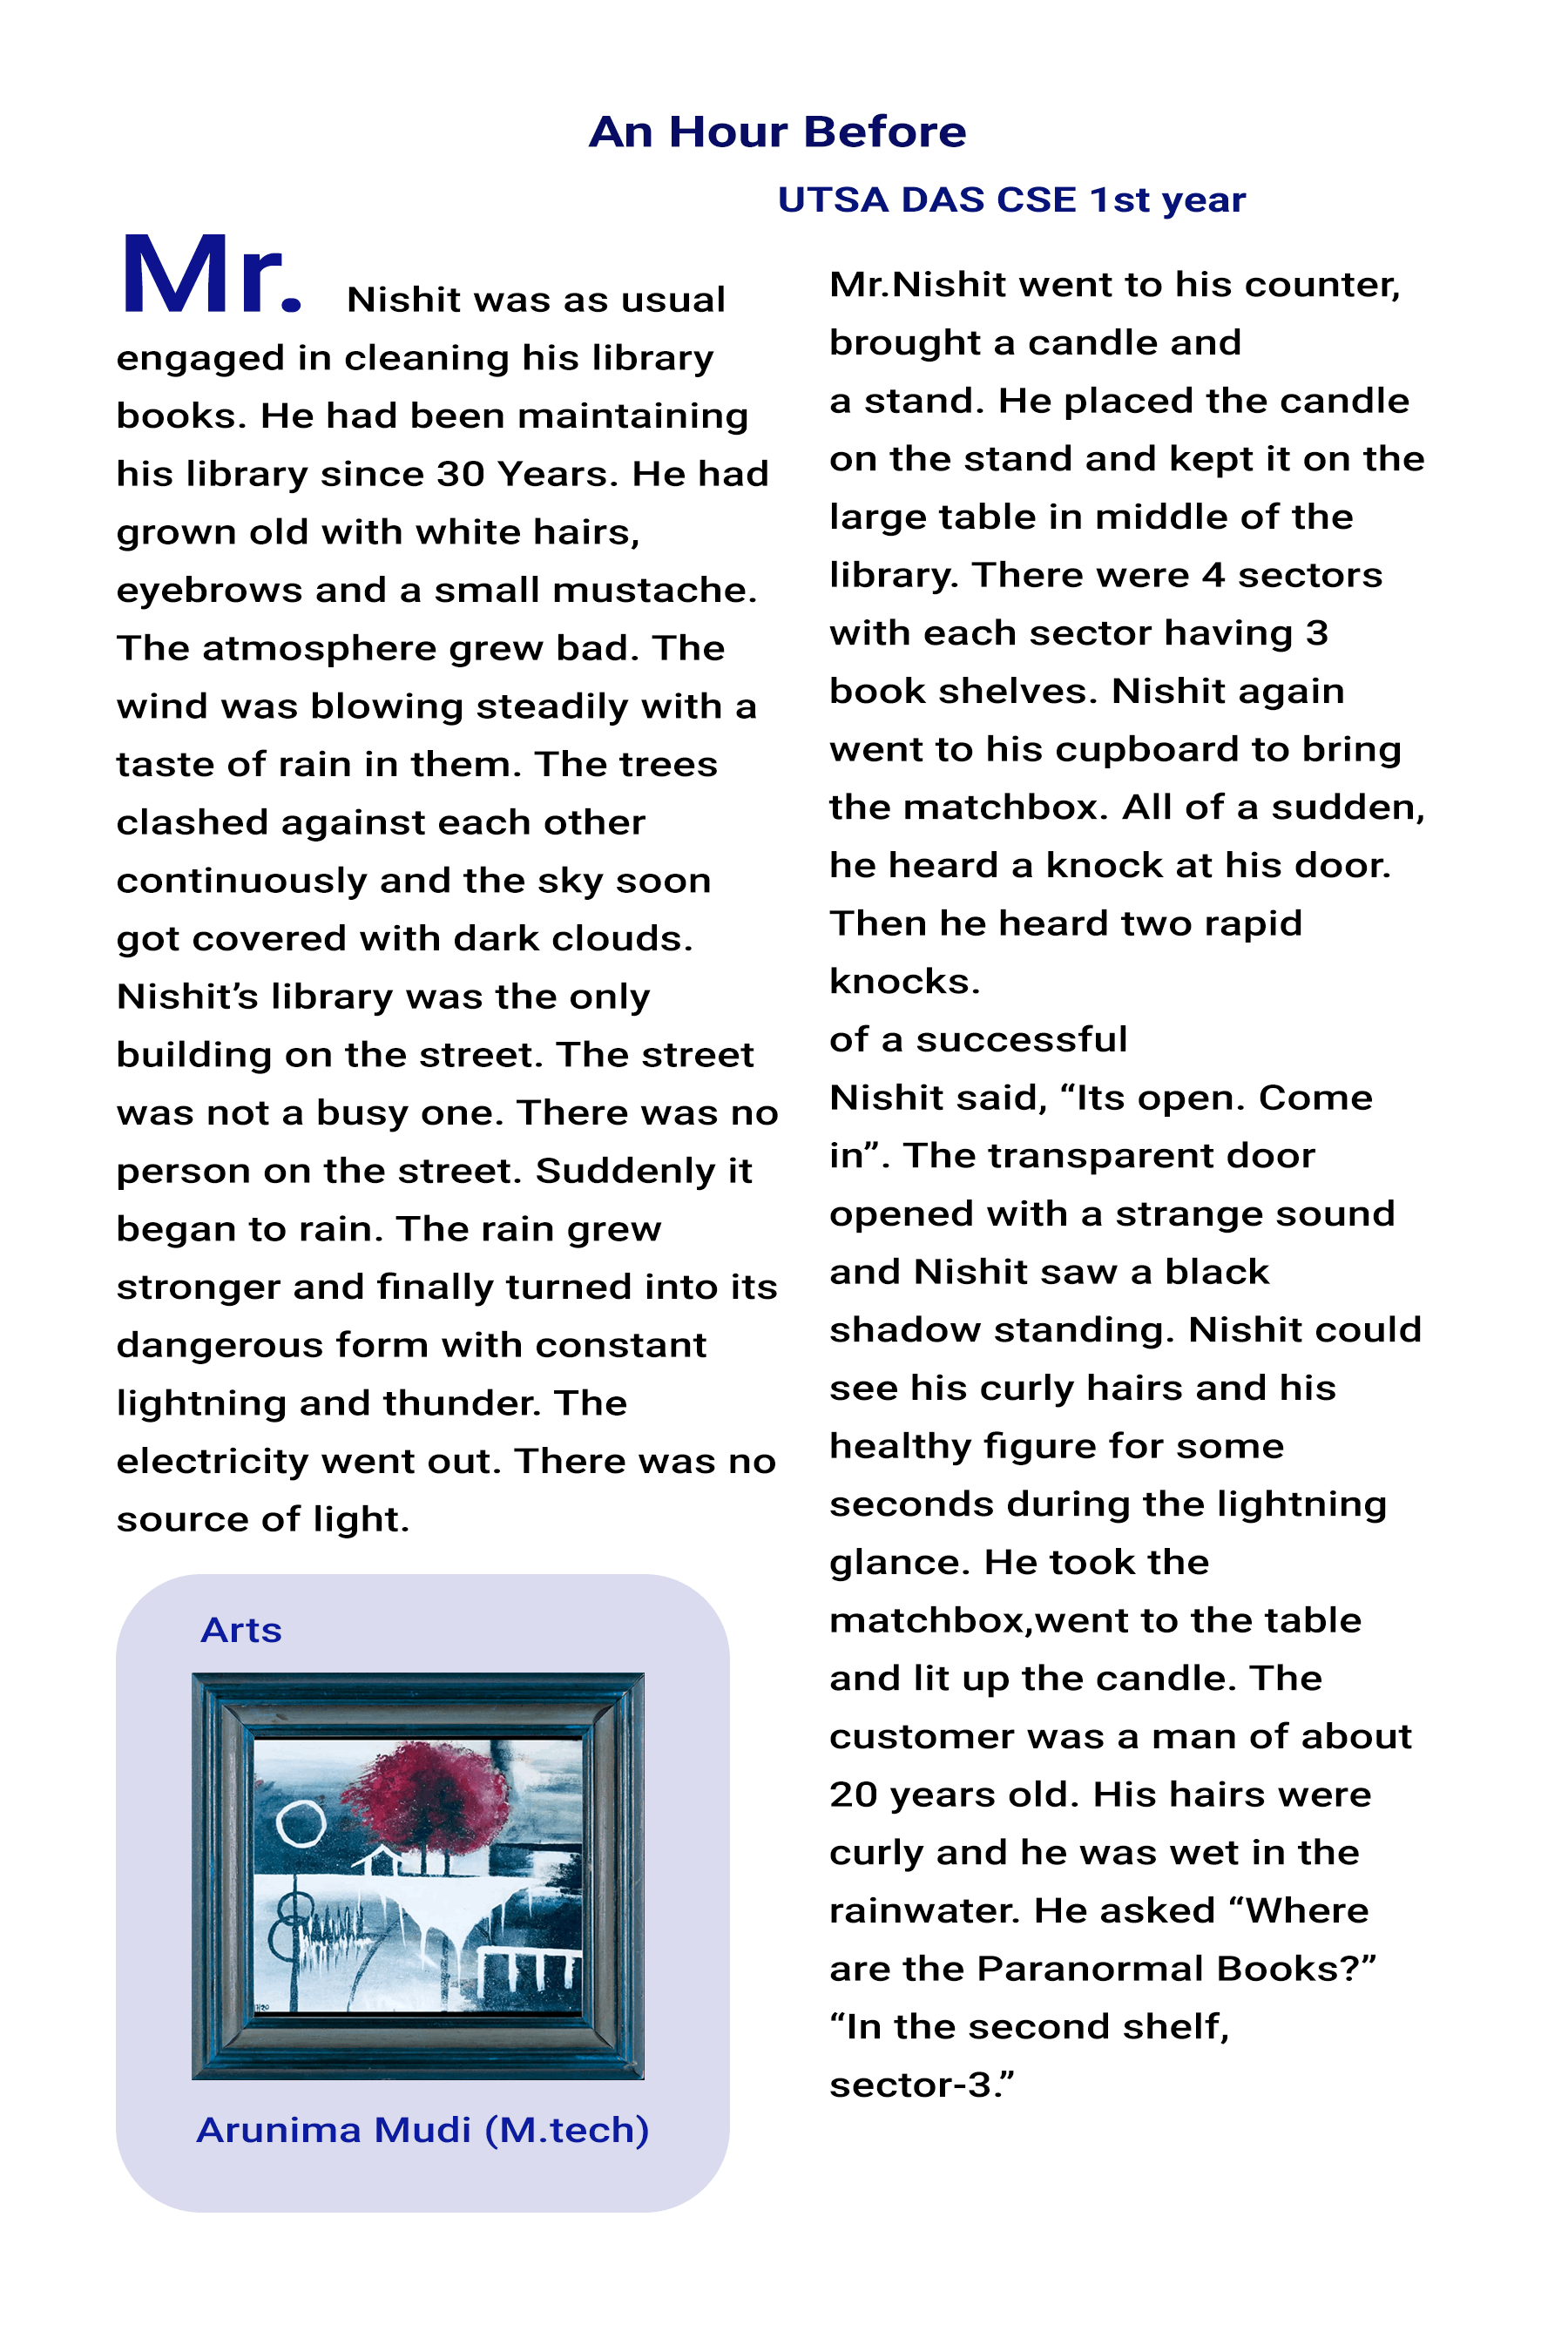 An Hour Before
UTSA DAS CSE 1st year
Mr. Nishit was as usual
engaged in cleaning his library
books. He had been maintaining
his library since 30 Years. He had
grown old with white hairs,
eyebrows and a small mustache.
The atmosphere grew bad. The
wind was blowing steadily with a
taste of rain in them. The trees
clashed against each other
continuously and the sky soon
got covered with dark clouds.
Nishit’s library was the only
building on the street. The street
was not a busy one. There was no
person on the street. Suddenly it
began to rain. The rain grew
stronger and finally turned into its
dangerous form with constant
lightning and thunder. The
electricity went out. There was no
source of light.
Arts
Arunima Mudi (M.tech)
Mr.Nishit went to his counter,
brought a candle and
a stand. He placed the candle
on the stand and kept it on the
large table in middle of the
library. There were 4 sectors
with each sector having 3
book shelves. Nishit again
went to his cupboard to bring
the matchbox. All of a sudden,
he heard a knock at his door.
Then he heard two rapid
knocks.
of a successful
Nishit said, “Its open. Come
in”. The transparent door
opened with a strange sound
and Nishit saw a black
shadow standing. Nishit could
see his curly hairs and his
healthy figure for some
seconds during the lightning
glance. He took the
matchbox,went to the table
and lit up the candle. The
customer was a man of about
20 years old. His hairs were
curly and he was wet in the
rainwater. He asked “Where
are the Paranormal Books?”
“In the second shelf,
sector-3.”